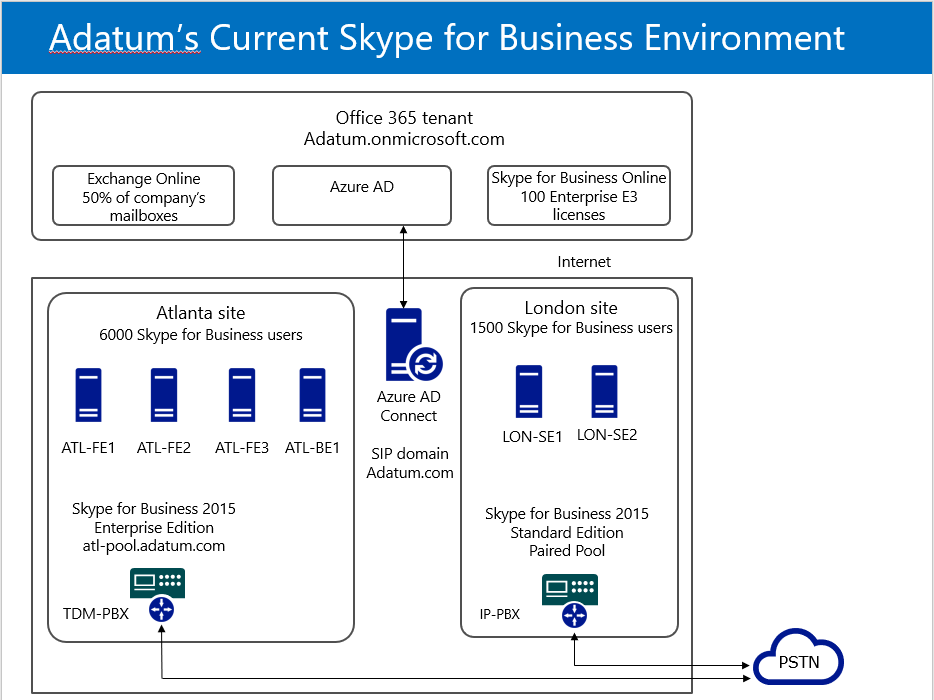 Adatum’s Current Skype for Business Environment
Office 365 tenant
Adatum.onmicrosoft.com
Exchange Online
50% of company’s
mailboxes
Azure AD
Skype for Business Online
100 Enterprise E3
licenses
Internet
Atlanta site
6000 Skype for Business users
ATL-FE1
ATL-FE2
ATL-FE3
ATL-BE1
Skype for Business 2015
Enterprise Edition
atl-pool.adatum.com
TDM-PBX
Azure AD
Connect
SIP domain
Adatum.com
London site
1500 Skype for Business users
LON-SE1
LON-SE2
Skype for Business 2015
Standard Edition
Paired Pool
IP-PBX
PSTN